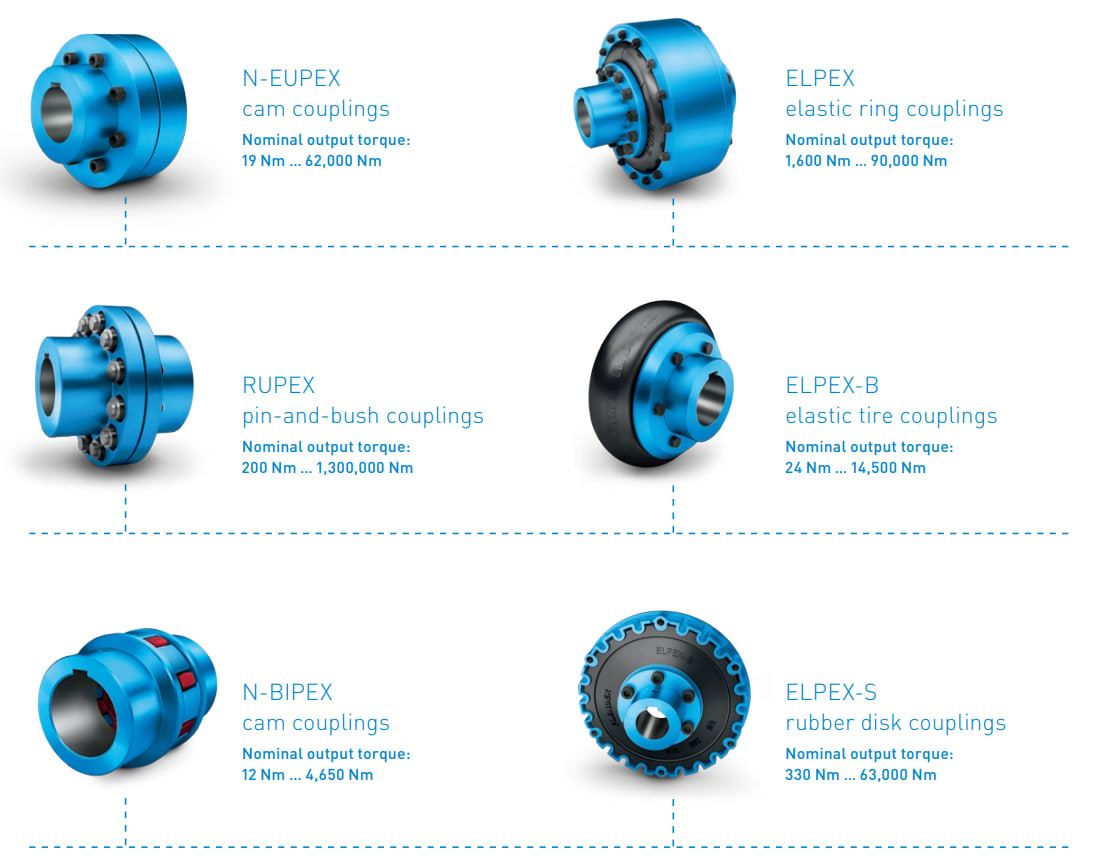 N-EUPEX
cam couplings
Nominal output torque:
19 Nm ... 62,000 Nm
ELPEX
elastic ring couplings
Nominal output torque:
1,600 Nm ... 90,000 Nm
RUPEX
pin-and-bush couplings
Nominal output torque:
200 Nm ... 1,300,000 Nm
ELPEX-B
elastic tire couplings
Nominal output torque:
24 Nm ... 14,500 Nm
N-BIPEX
cam couplings
Nominal output torque:
12 Nm ... 4,650 Nm
ELPEX-S
ELPEX-S
rubber disk couplings
Nominal output torque:
330 Nm ... 63,000 Nm